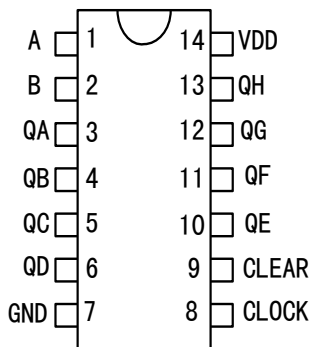 A 1 14 VDD
B 2 13 QH
QA 3 12 QG
QB 4 11 QF
QC 5 10 QE
QD 6 9 CLEAR
GND 7 8 CLOCK